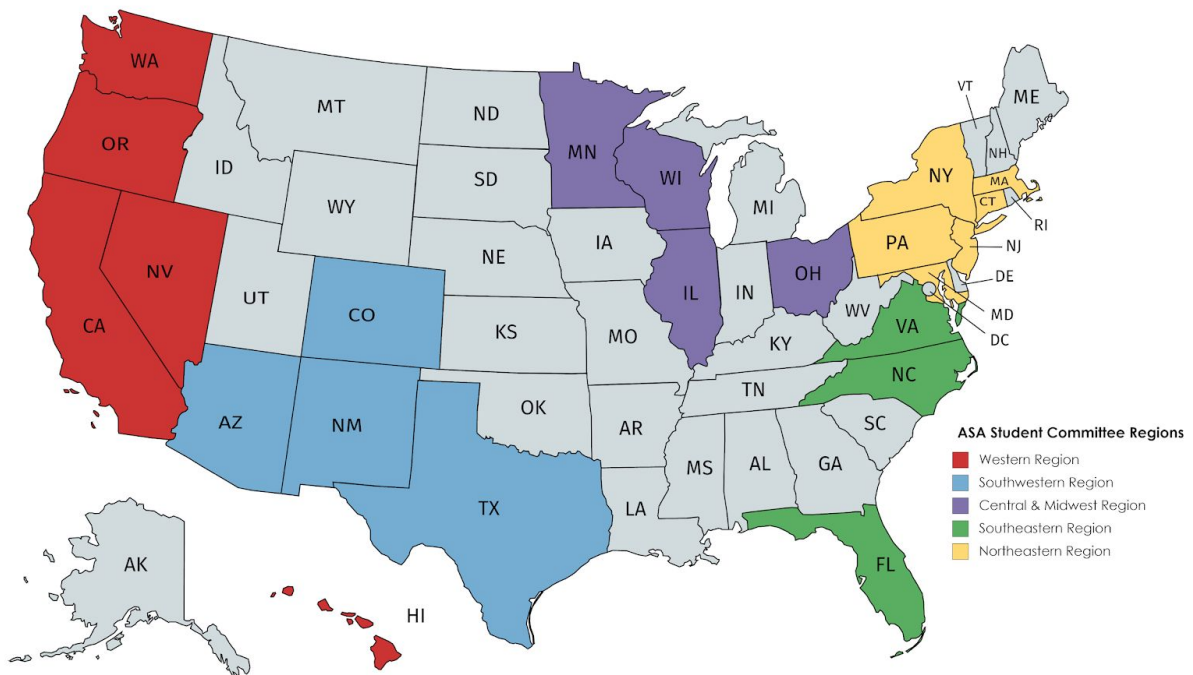 WA
MT
ND
VT
ME
OR
MN
ID
NH
SD
WI
NY
MA
WY
MI
CT
RI
IA
PA
NJ
NE
NV
OH
DE
UT
IL
IN
CO
WV
MD
CA
KS
MO
VA
DC
KY
NC
TN
OK
AZ
NM
AR
SC
ASA Student Committee Regions
MS
AL
GA
Western Region
Southwestern Region
TX
LA
Central & Midwest Region
Southeastern Region
Northeastern Region
AK
FL
HI